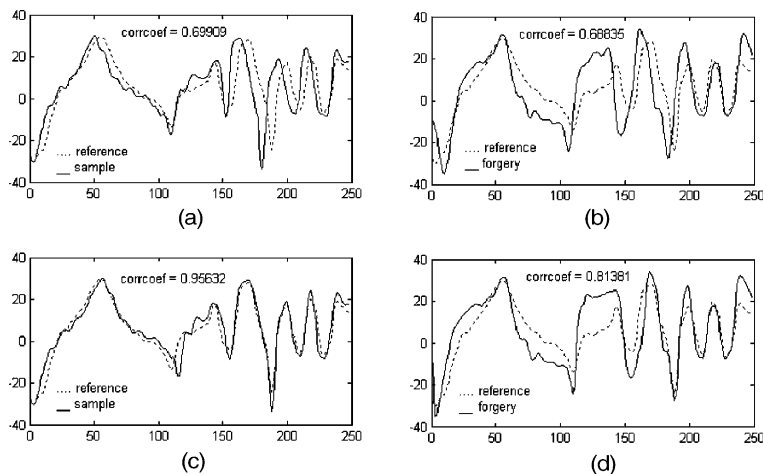 40
corrcoef = 0.69909
20
0
-20
reference
sample
-40
0 50 100 150 200 250
(a)
40
corrcoef = 0.68835
20
0
-20
reference
forgery
-40
0 50 100 150 200 250
(b)
40
corrcoef = 0.95632
20
0
-20
reference
sample
-40
0 50 100 150 200 250
(c)
40
corrcoef = 0.81381
20
0
-20
reference
forgery
-40
0 50 100 150 200 250
(d)